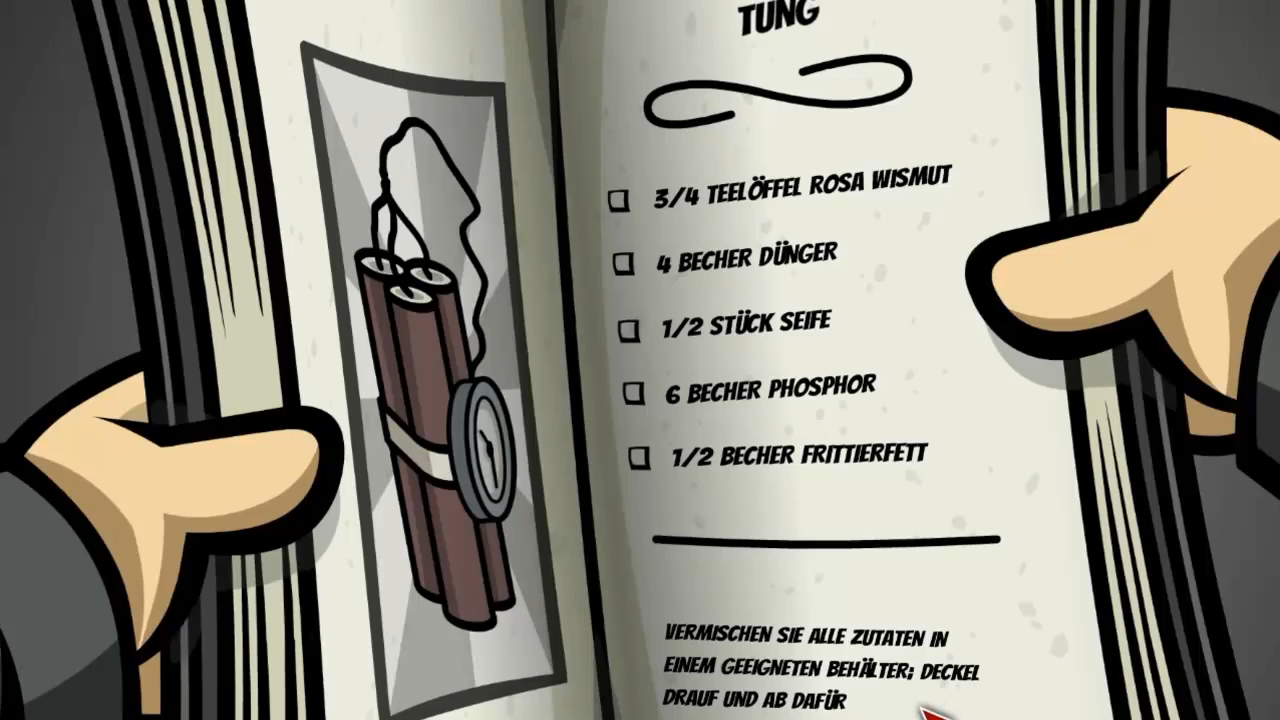 TUNG
3/4 TEELÖFFEL ROSA WISMUT
4 BECHER DÜNGER
1/2 STÜCK SEIFE
6 BECHER PHOSPHOR
1/2 BECHER FRITTIERFETT
VERMISCHEN SIE ALLE ZUTATEN IN
EINEM GEEIGNETEN BEHÄLTER; DECKEL
DRAUF UND AB DAFÜR